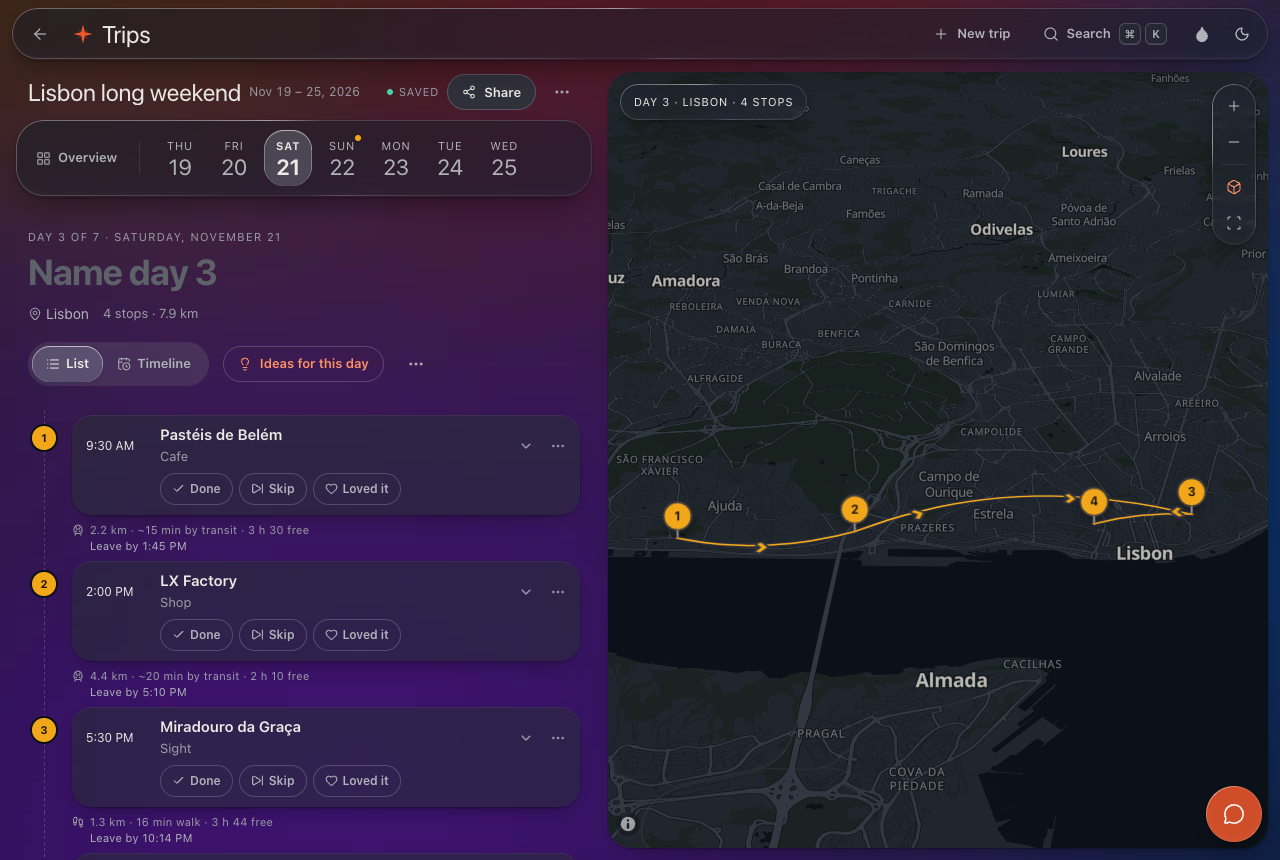 Trips
New trip
Search ⌘ K
Lisbon long weekend Nov 19 – 25, 2026
SAVED
Share
Overview
THU 19
FRI 20
SAT 21
SUN 22
MON 23
TUE 24
WED 25
DAY 3 OF 7 · SATURDAY, NOVEMBER 21
Name day 3
Lisbon 4 stops · 7.9 km
List
Timeline
Ideas for this day
1
9:30 AM
Pastéis de Belém
Cafe
Done Skip Loved it
2.2 km · ~15 min by transit · 3 h 30 free
Leave by 1:45 PM
2
2:00 PM
LX Factory
Shop
Done Skip Loved it
4.4 km · ~20 min by transit · 2 h 10 free
Leave by 5:10 PM
3
5:30 PM
Miradouro da Graça
Sight
Done Skip Loved it
1.3 km · 16 min walk · 3 h 44 free
Leave by 10:14 PM
DAY 3 · LISBON · 4 STOPS
Fanhões
Loures
Caneças
Frielas
Casal de Cambra
TRIGACHE
Ramada
A-da-Beja
Famões
Póvoa de
Santo Adrião
Odivelas
São Brás
Brandoa
Pontinha
Ameixoeira
Prior
uz
Amadora
REBOLEIRA
VENDA NOVA
CARNIDE
LUMIAR
DAMAIA
BENFICA
BURACA
CAMPO
GRANDE
São Domingos
de Benfica
ALFRAGIDE
Alvalade
AREEIRO
CAMPOLIDE
Arroios
SÃO FRANCISCO
XAVIER
Campo de
Ourique
Ajuda
Estrela
PRAZERES
1
2
3
4
Lisbon
CACILHAS
Almada
PRAGAL
COVA DA
PIEDADE